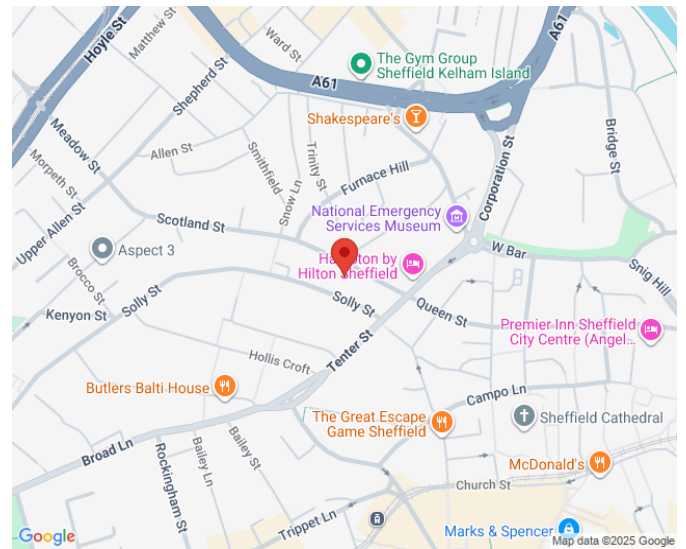 Hoyle St
Matthew St
Ward St
The Gym Group
Sheffield Kelham Island
A61
A61
Shepherd St
Shakespeare's
Bridge St
Meadow St
Allen St
Smithfield
Trinity St
Furnace Hill
Corporation St
Morpeth St
Snow Ln
National Emergency
Services Museum
Upper Allen St
Scotland St
Aspect 3
W Bar
Snig Hill
Hilton Sheffield
Brocco St
Solly St
Kenyon St
Solly St
Queen St
Premier Inn Sheffield
City Centre (Angel...
Tenter St
Hollis Croft
Butlers Balti House
Campo Ln
The Great Escape
Game Sheffield
Sheffield Cathedral
Broad Ln
Rockingham St
Bailey Ln
Bailey St
McDonald's
Church St
Trippet Ln
Marks & Spencer
Google
Map data ©2025 Google